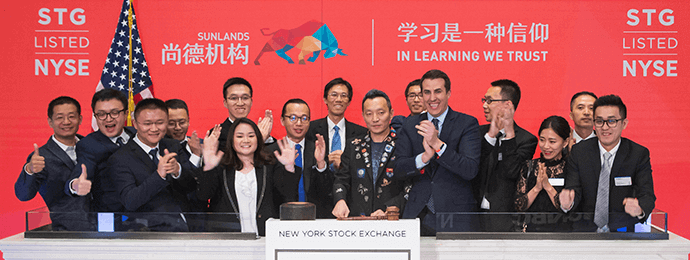 STG
LISTED
NYSE
SUNLANDS
尚德机构
学习是一种信仰
IN LEARNING WE TRUST
STG
LISTED
NYSE
NEW YORK STOCK EXCHANGE